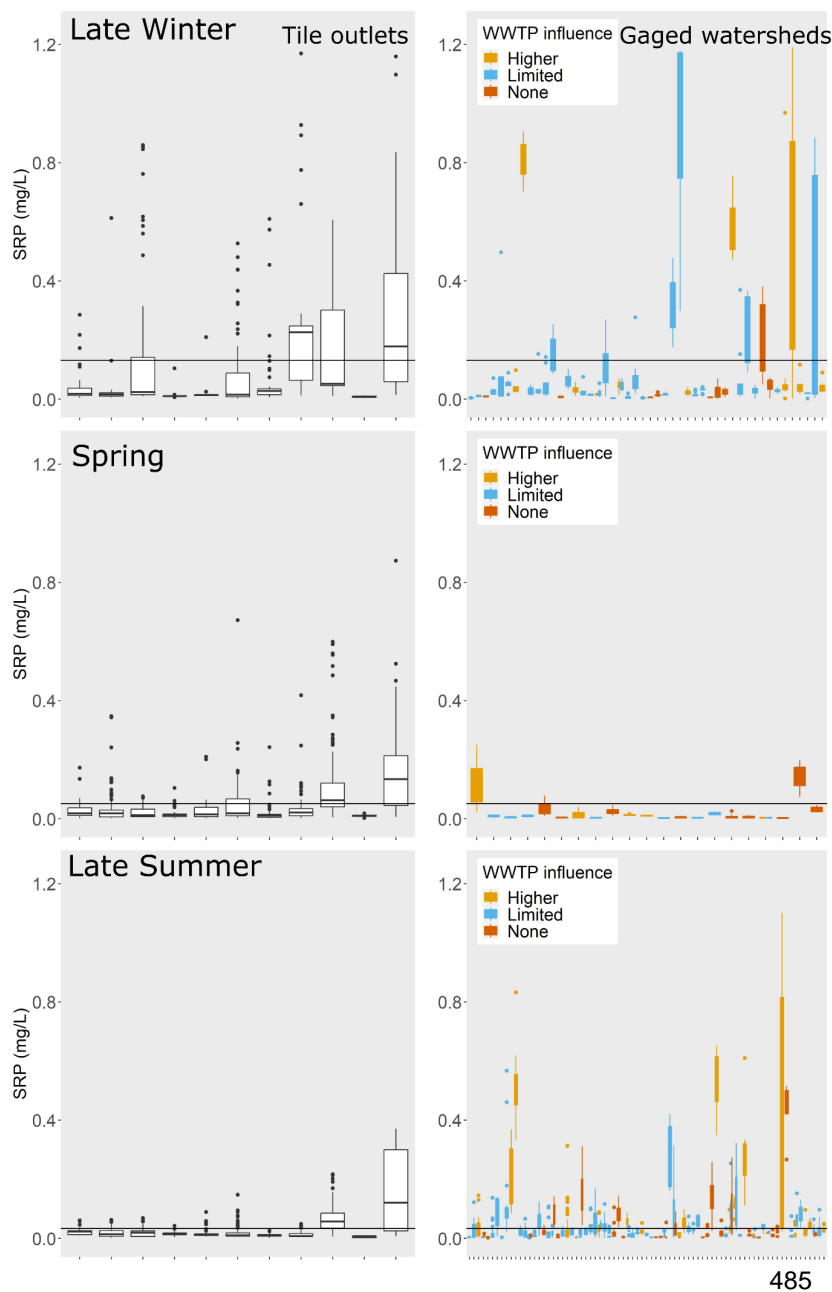 Late Winter
Tile outlets
WWTP influence
Gaged watersheds
Higher
Limited
None
1.2
0.8
0.4
0.0
SRP (mg/L)
1.2
0.8
0.4
0.0
Spring
WWTP influence
Higher
Limited
None
1.2
0.8
0.4
0.0
SRP (mg/L)
1.2
0.8
0.4
0.0
Late Summer
WWTP influence
Higher
Limited
None
1.2
0.8
0.4
0.0
SRP (mg/L)
1.2
0.8
0.4
0.0
485